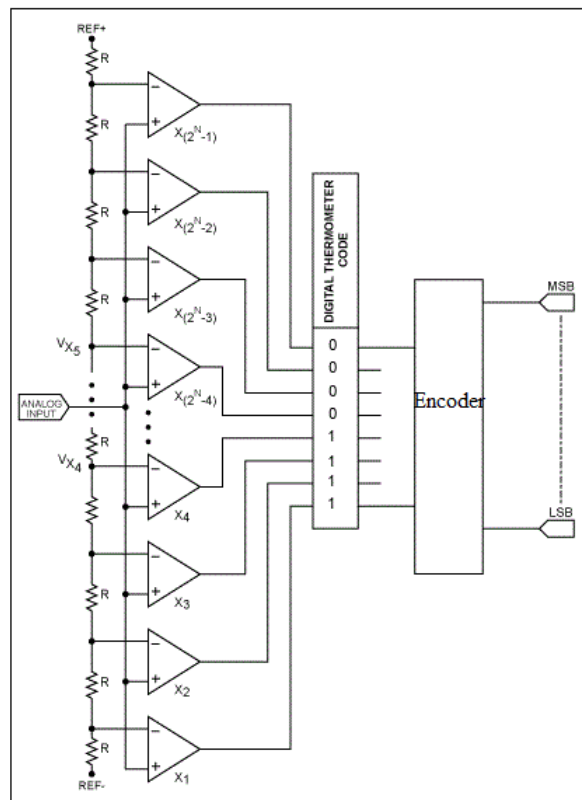 REF+
R
R
R
R
R
R
R
R
X(2^N-1)
X(2^N-2)
X(2^N-3)
X(2^N-4)
VX5
ANALOG
INPUT
VX4
X4
X3
X2
X1
REF-
DIGITAL THERMOMETER
CODE
0
0
0
0
1
1
1
1
Encoder
MSB
LSB